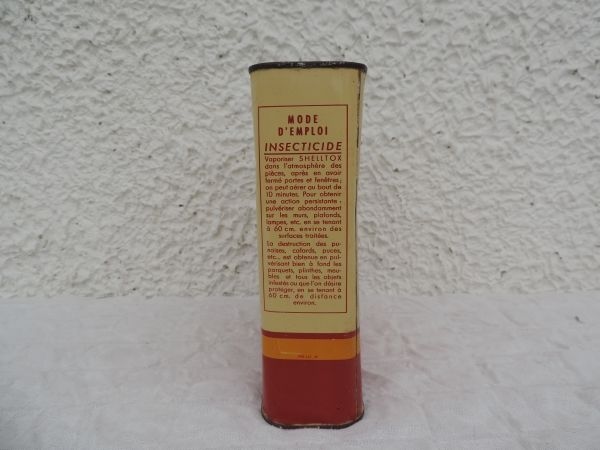 MODE
D'EMPLOI
INSECTICIDE
Vaporiser SHELLTOX
dans l'atmosphère des
pièces, après en avoir
fermé portes et fenêtres;
on peut aérer au bout de
10 minutes. Pour obtenir
une action persistante:
pulvériser abondamment
sur les murs, plafonds,
lampes, etc. en se tenant
à 60 cm. environ des
surfaces traitées.
La destruction des pu-
naises, cafards, puces,
etc... est obtenue en pul-
vérisant bien à fond les
parquets, plinthes, meu-
bles et tous les objets
infestés ou que l'on désire
protéger, en se tenant à
60 cm. de distance
environ.